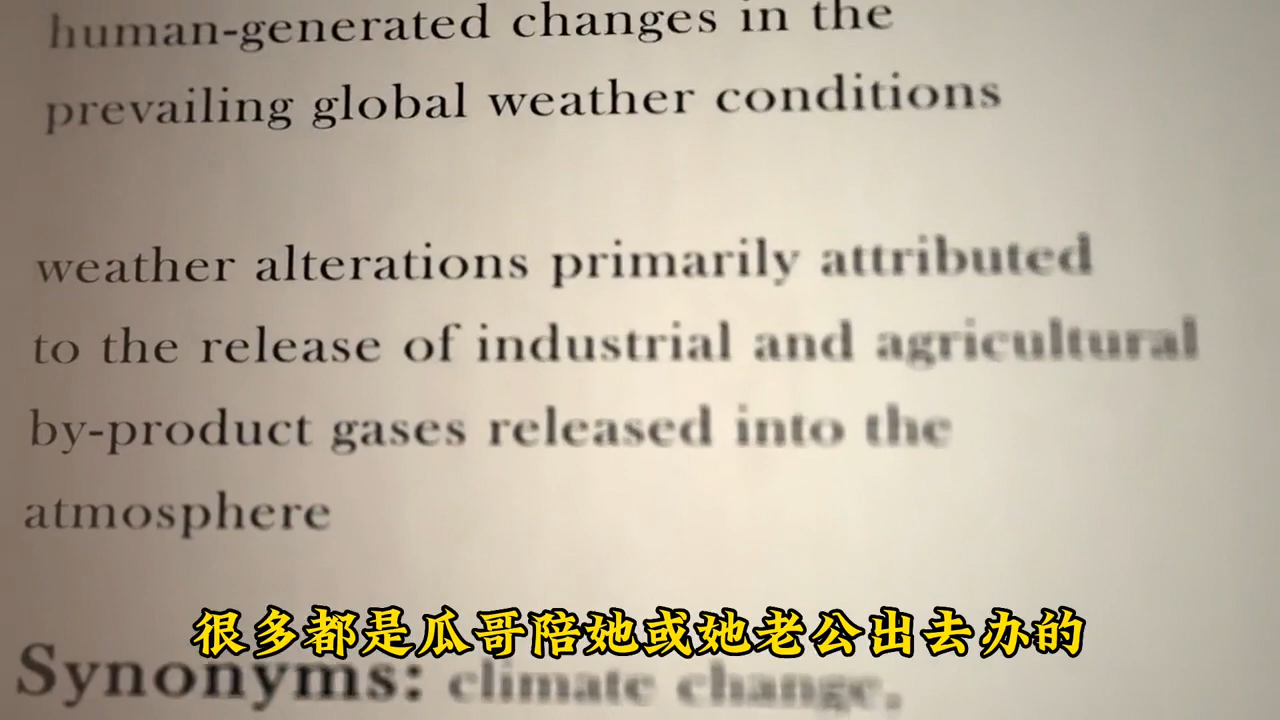 human-generated changes in the
prevailing global weather conditions
weather alterations primarily attributed
to the release of industrial and agricultural
by-product gases released into the
atmosphere
很多都是瓜哥陪她或她老公出去办的
Synonyms: climate change,